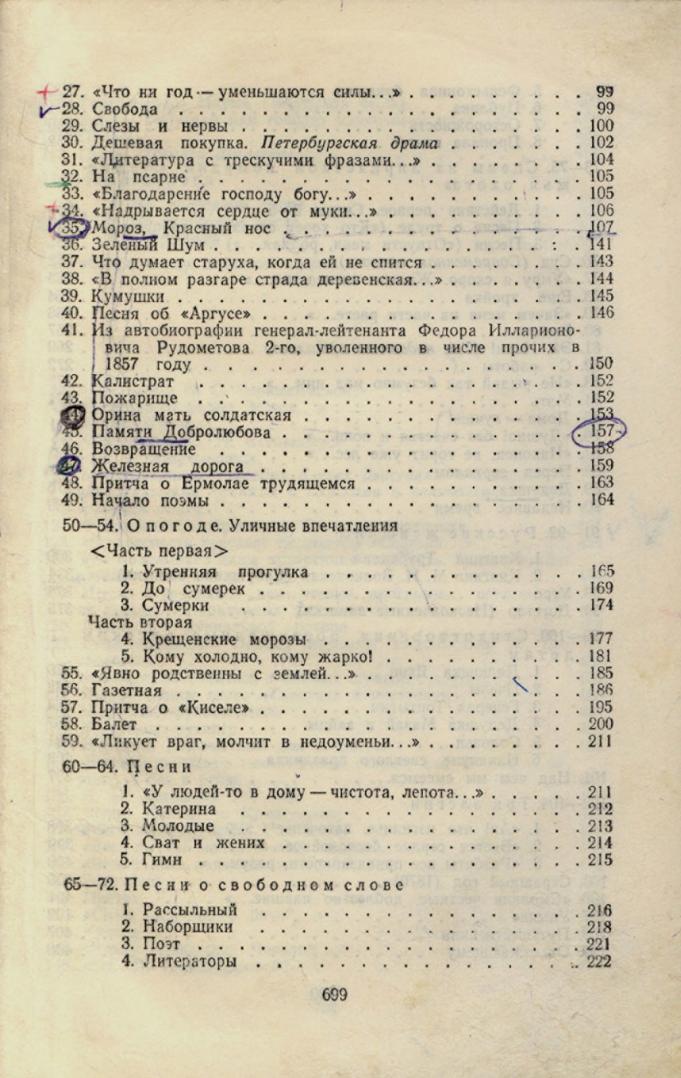 27. «Что ни год — уменьшаются силы...» . . . . . . . . . 99
28. Свобода . . . . . . . . . . . . . . . . . . . . 99
29. Слезы и нервы . . . . . . . . . . . . . . . . . 100
30. Дешевая покупка. Петербургская драма . . . . . . . 102
31. «Литература с трескучими фразами...» . . . . . . . . 104
32. На псарне . . . . . . . . . . . . . . . . . . . 105
33. «Благодарение господу богу...» . . . . . . . . . . . 105
34. «Надрывается сердце от муки...» . . . . . . . . . . 106
35. Мороз, Красный нос . . . . . . . . . . . . . . . 107
36. Зеленый Шум . . . . . . . . . . . . . . . . . . 141
37. Что думает старуха, когда ей не спится . . . . . . . . 143
38. «В полном разгаре страда деревенская...» . . . . . . . 144
39. Кумушки . . . . . . . . . . . . . . . . . . . . 145
40. Песня об «Аргусе» . . . . . . . . . . . . . . . . 146
41. Из автобиографии генерал-лейтенанта Федора Илларионо-
вича Рудометова 2-го, уволенного в числе прочих в
1857 году . . . . . . . . . . . . . . . . . . . 150
42. Калистрат . . . . . . . . . . . . . . . . . . . 152
43. Пожарище . . . . . . . . . . . . . . . . . . . 152
44. Орина мать солдатская . . . . . . . . . . . . . . 153
45. Памяти Добролюбова . . . . . . . . . . . . . . . 157
46. Возвращение . . . . . . . . . . . . . . . . . . 158
47. Железная дорога . . . . . . . . . . . . . . . . . 159
48. Притча о Ермолае трудящемся . . . . . . . . . . . 163
49. Начало поэмы . . . . . . . . . . . . . . . . . . 164
50—54. О погоде. Уличные впечатления
<Часть первая>
1. Утренняя прогулка . . . . . . . . . . . . . 165
2. До сумерек . . . . . . . . . . . . . . . . 169
3. Сумерки . . . . . . . . . . . . . . . . . 174
Часть вторая
4. Крещенские морозы . . . . . . . . . . . . . 177
5. Кому холодно, кому жарко! . . . . . . . . . . 181
55. «Явно родственны с землей...» . . . . . . . . . . . 185
56. Газетная . . . . . . . . . . . . . . . . . . . . 186
57. Притча о «Киселе» . . . . . . . . . . . . . . . . 195
58. Балет . . . . . . . . . . . . . . . . . . . . . 200
59. «Ликует враг, молчит в недоуменьи...» . . . . . . . . 211
60—64. Песни
1. «У людей-то в дому — чистота, лепота...» . . . . . 211
2. Катерина . . . . . . . . . . . . . . . . . 212
3. Молодые . . . . . . . . . . . . . . . . . 213
4. Сват и жених . . . . . . . . . . . . . . . 214
5. Гимн . . . . . . . . . . . . . . . . . . . 215
65—72. Песни о свободном слове
1. Рассыльный . . . . . . . . . . . . . . . . 216
2. Наборщики . . . . . . . . . . . . . . . . 218
3. Поэт . . . . . . . . . . . . . . . . . . . 221
4. Литераторы . . . . . . . . . . . . . . . . 222
699